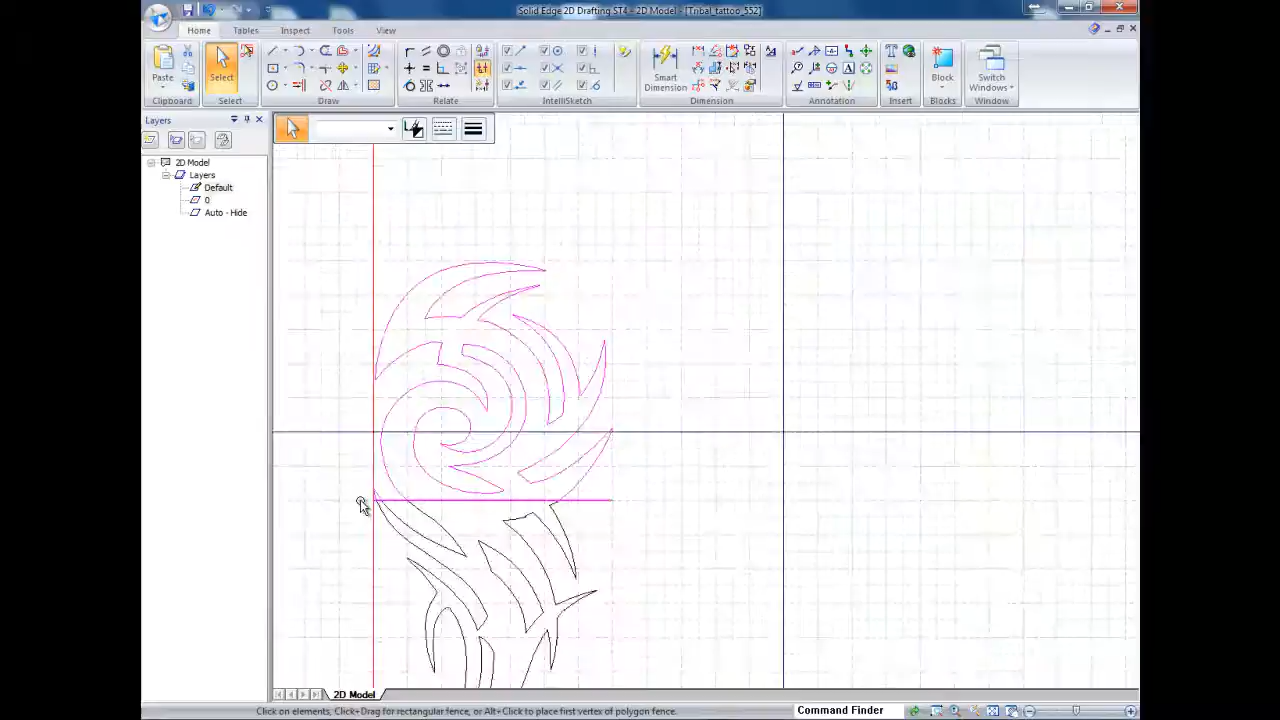 Solid Edge 2D Drafting ST4 - 2D Model - [Tribal_tattoo_552]
Home Tables Inspect Tools View
Paste
Select
Smart Dimension
Block
Switch Windows
Clipboard Select Draw Relate IntelliSketch Dimension Annotation Insert Blocks Window
Layers
2D Model
Layers
Default
0
Auto - Hide
2D Model
Click on elements, Click+Drag for rectangular fence, or Alt+Click to place first vertex of polygon fence.
Command Finder